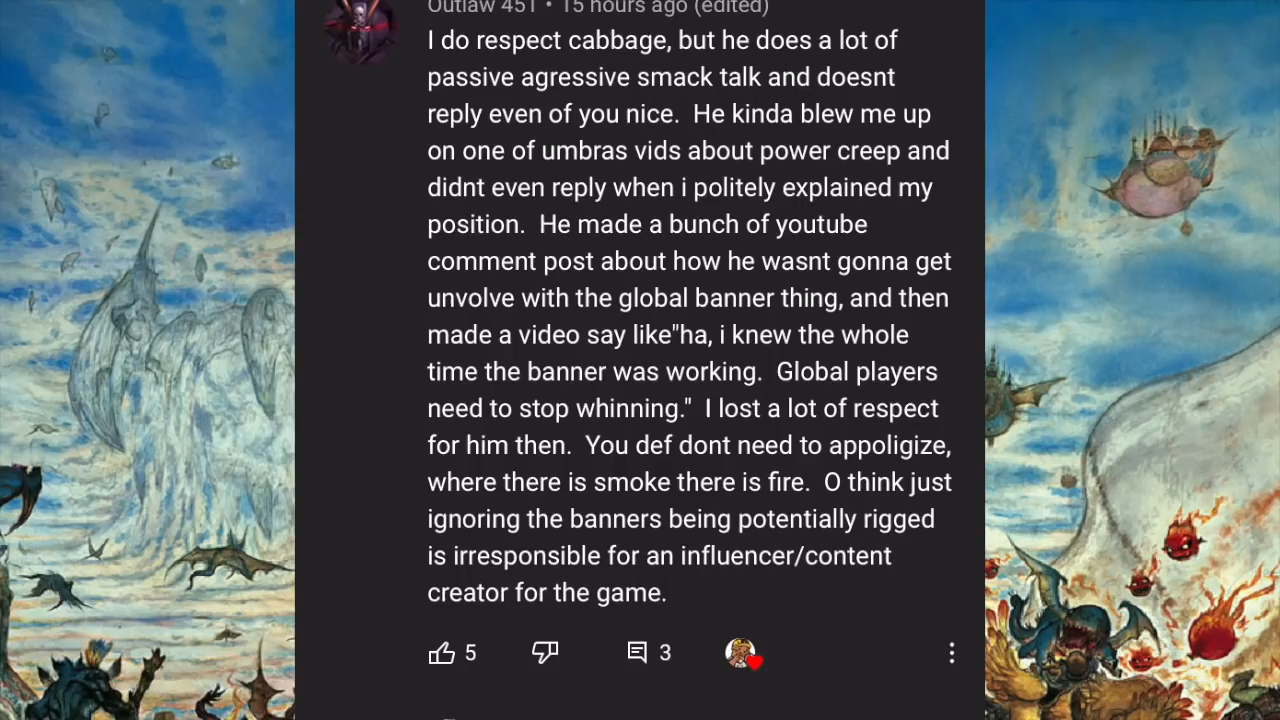 Outlaw 451 • 15 hours ago (edited)
I do respect cabbage, but he does a lot of
passive agressive smack talk and doesnt
reply even of you nice.  He kinda blew me up
on one of umbras vids about power creep and
didnt even reply when i politely explained my
position.  He made a bunch of youtube
comment post about how he wasnt gonna get
unvolve with the global banner thing, and then
made a video say like"ha, i knew the whole
time the banner was working.  Global players
need to stop whinning."  I lost a lot of respect
for him then.  You def dont need to appoligize,
where there is smoke there is fire.  O think just
ignoring the banners being potentially rigged
is irresponsible for an influencer/content
creator for the game.
5 3